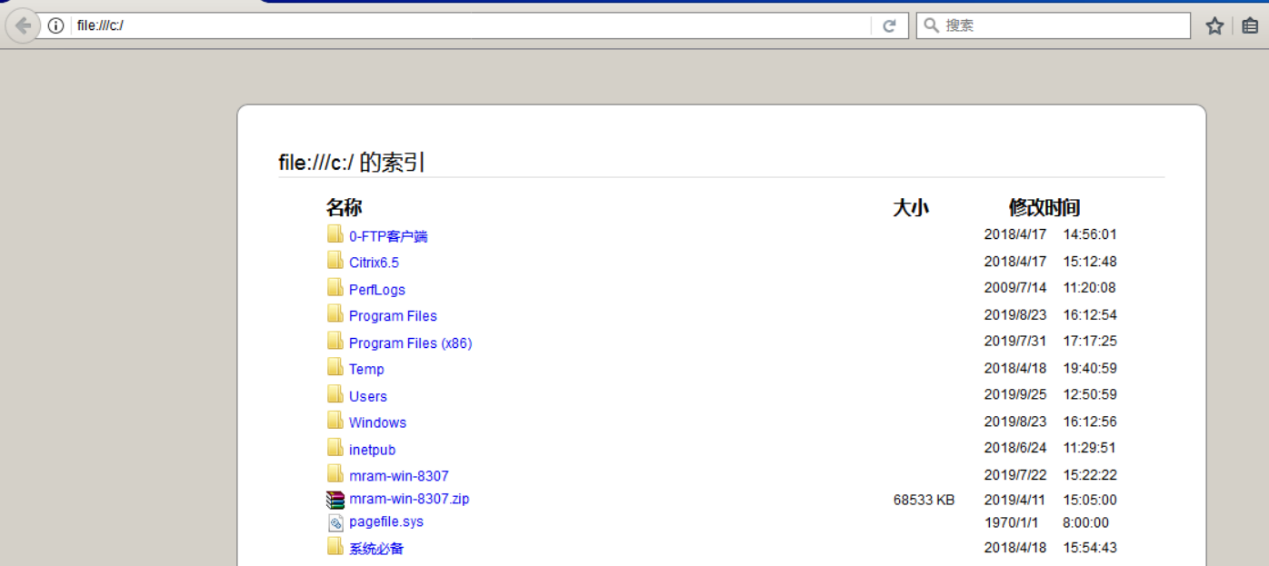 file:///c:/ 搜索
file:///c:/ 的索引
名称 大小 修改时间
0-FTP客户端 2018/4/17 14:56:01
Citrix6.5 2018/4/17 15:12:48
PerfLogs 2009/7/14 11:20:08
Program Files 2019/8/23 16:12:54
Program Files (x86) 2019/7/31 17:17:25
Temp 2018/4/18 19:40:59
Users 2019/9/25 12:50:59
Windows 2019/8/23 16:12:56
inetpub 2018/6/24 11:29:51
mram-win-8307 2019/7/22 15:22:22
mram-win-8307.zip 68533 KB 2019/4/11 15:05:00
pagefile.sys 1970/1/1 8:00:00
系统必备 2018/4/18 15:54:43